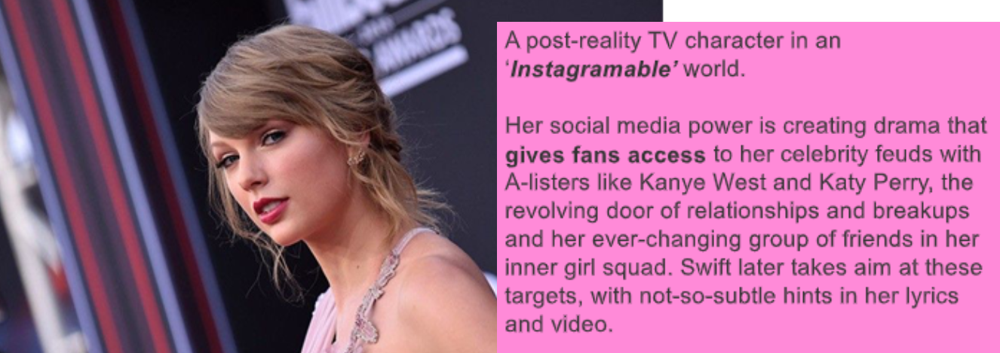 AWARDS
A post-reality TV character in an
‘Instagramable’ world.
Her social media power is creating drama that
gives fans access to her celebrity feuds with
A-listers like Kanye West and Katy Perry, the
revolving door of relationships and breakups
and her ever-changing group of friends in her
inner girl squad. Swift later takes aim at these
targets, with not-so-subtle hints in her lyrics
and video.